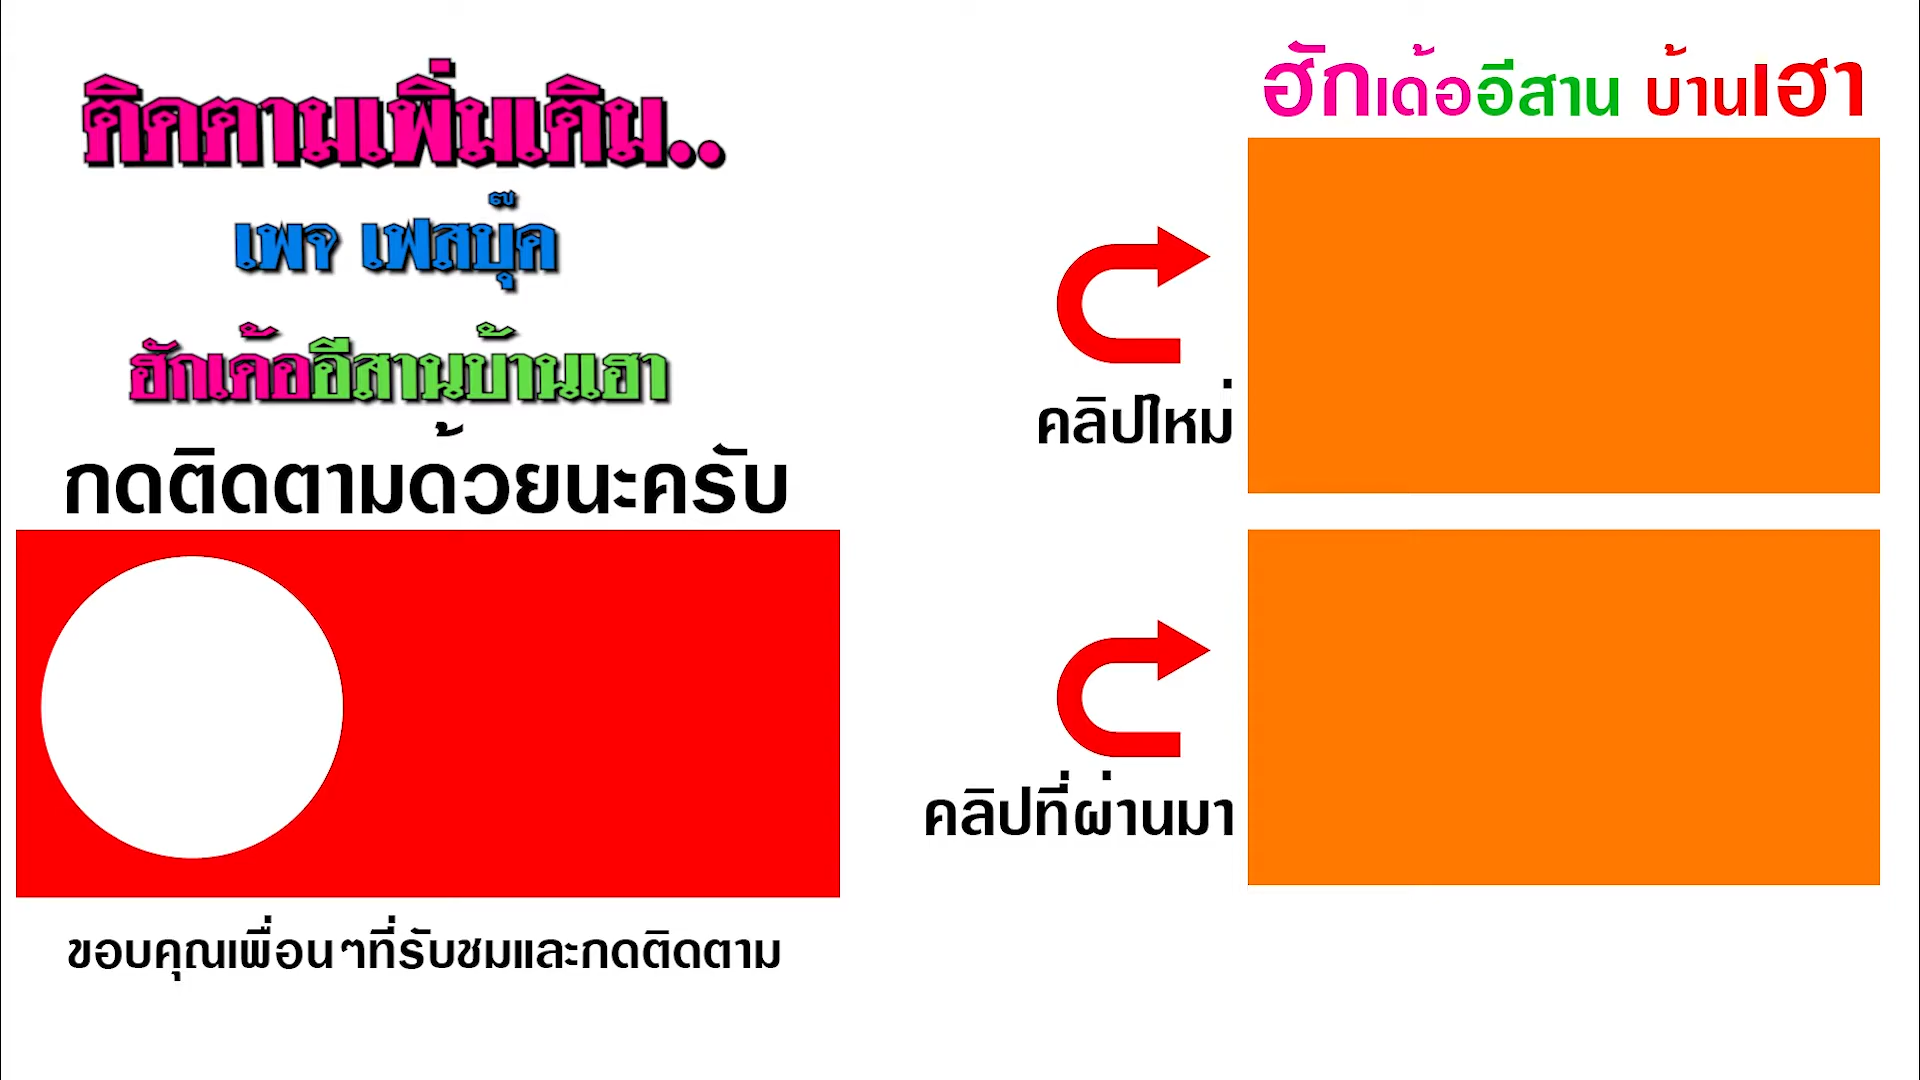 ติดตามเพิ่มเติม..
เพจ เฟสบุ๊ค
ฮักเด้ออีสานบ้านเฮา
กดติดตามด้วยนะครับ
ขอบคุณเพื่อนๆที่รับชมและกดติดตาม
ฮักเด้ออีสาน บ้านเฮา
คลิปใหม่
คลิปที่ผ่านมา